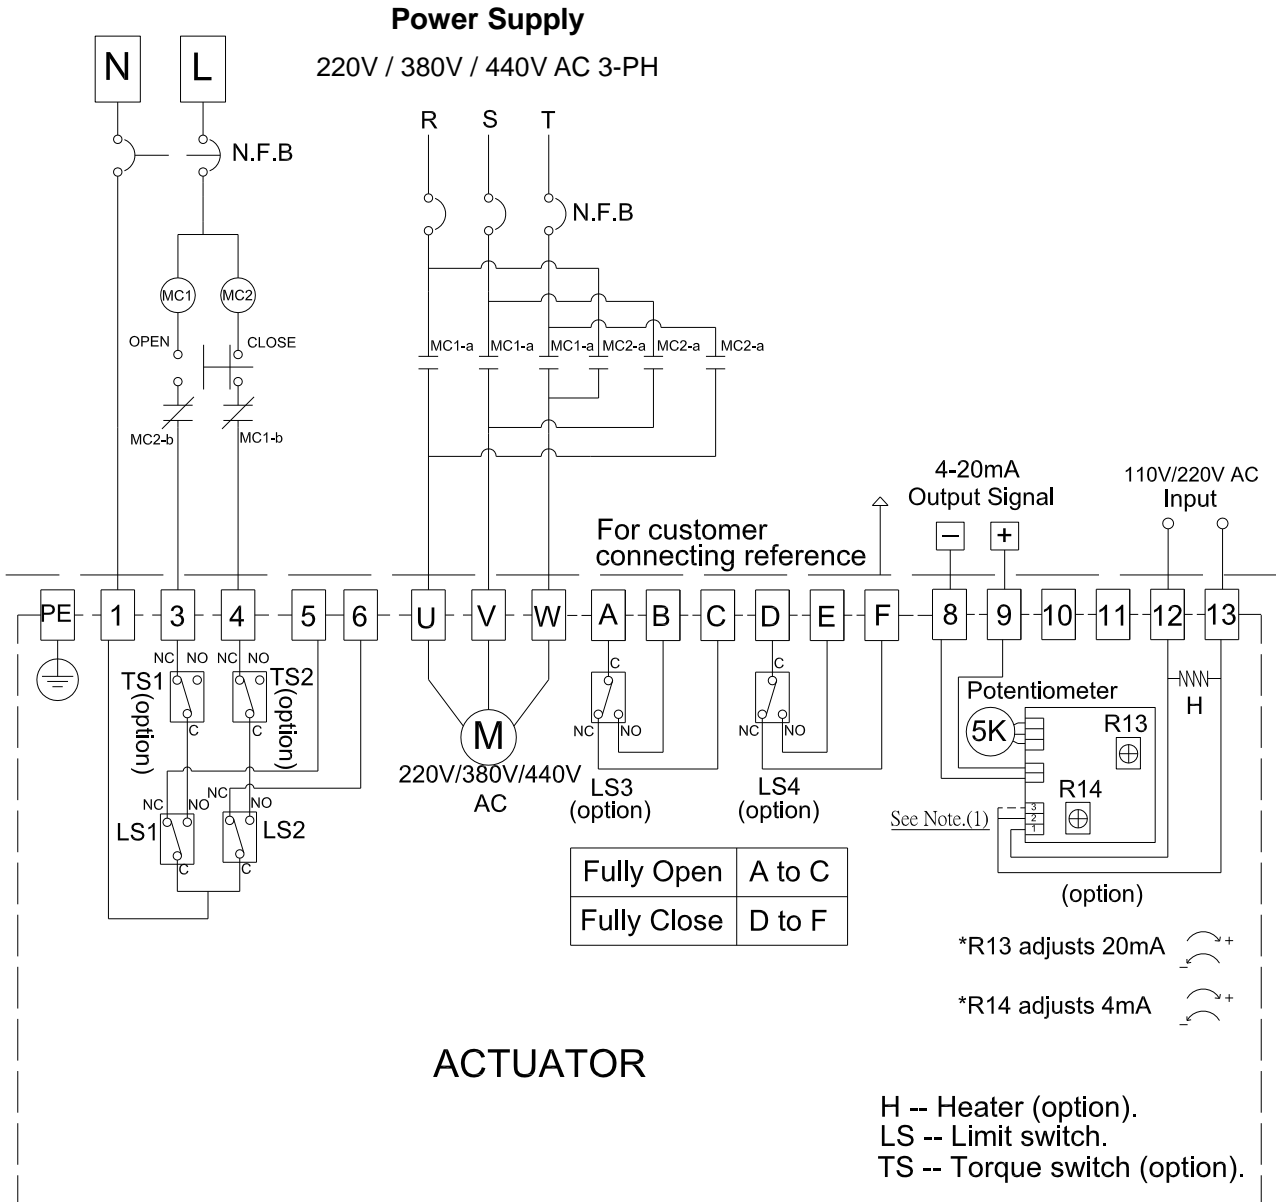 Power Supply
220V / 380V / 440V AC 3-PH
N L
N.F.B
R S T
N.F.B
MC1 MC2
OPEN CLOSE
MC1-a MC1-a MC1-a MC2-a MC2-a MC2-a
MC2-b MC1-b
4-20mA
Output Signal
110V/220V AC
Input
For customer
connecting reference
− +
PE 1 3 4 5 6 U V W A B C D E F 8 9 10 11 12 13
NC NO NC NO
TS1
(option)
TS2
(option)
C C
C C
NC NO NC NO
LS3
(option)
LS4
(option)
M
220V/380V/440V
AC
NC NO NC NO
LS1 LS2
C C
Potentiometer
5K
R13
R14
H
3
2
1
See Note.(1)
(option)
Fully Open A to C
Fully Close D to F
*R13 adjusts 20mA + −
*R14 adjusts 4mA + −
ACTUATOR
H -- Heater (option).
LS -- Limit switch.
TS -- Torque switch (option).